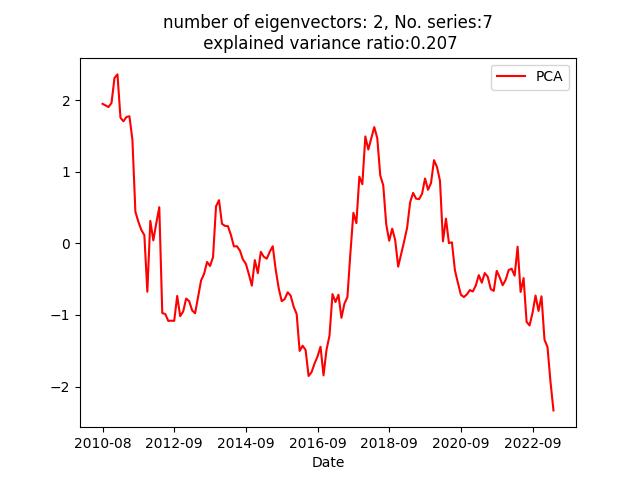 number of eigenvectors: 2, No. series:7
explained variance ratio:0.207
PCA
2
1
0
−1
−2
2010-08 2012-09 2014-09 2016-09 2018-09 2020-09 2022-09
Date